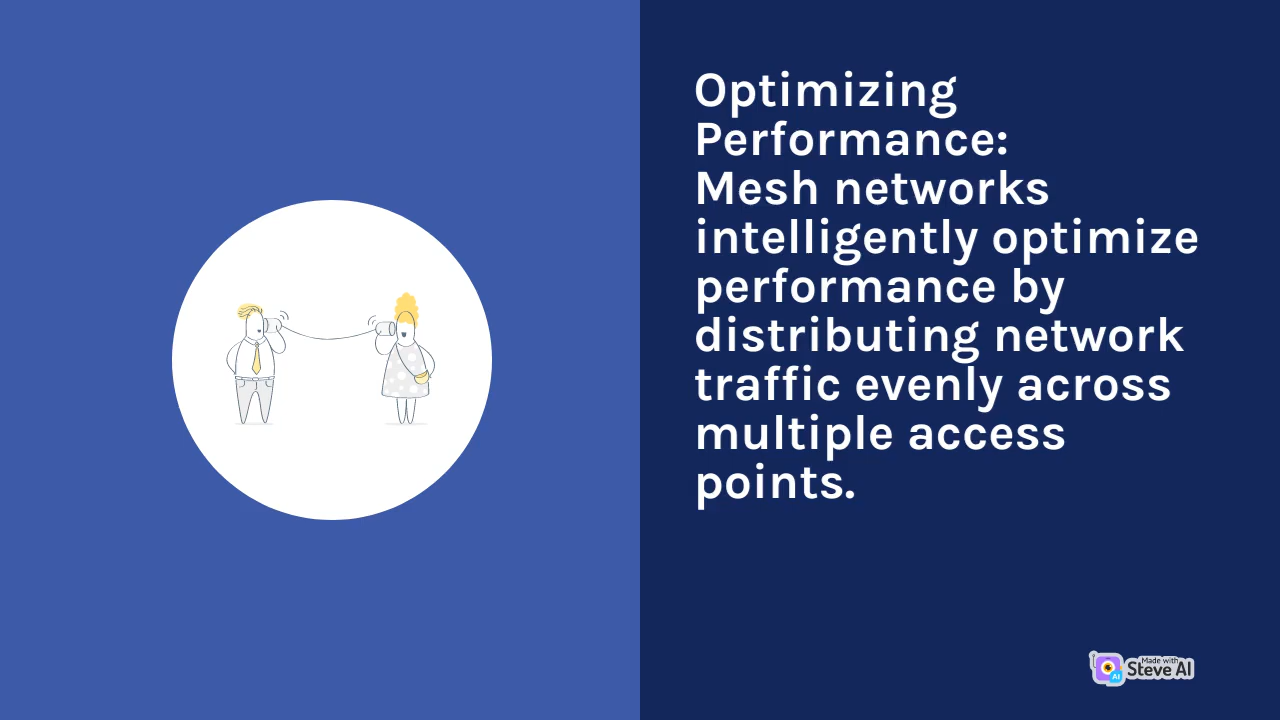 Optimizing
Performance:
Mesh networks
intelligently optimize
performance by
distributing network
traffic evenly across
multiple access
points.
Made with
Steve AI
AI